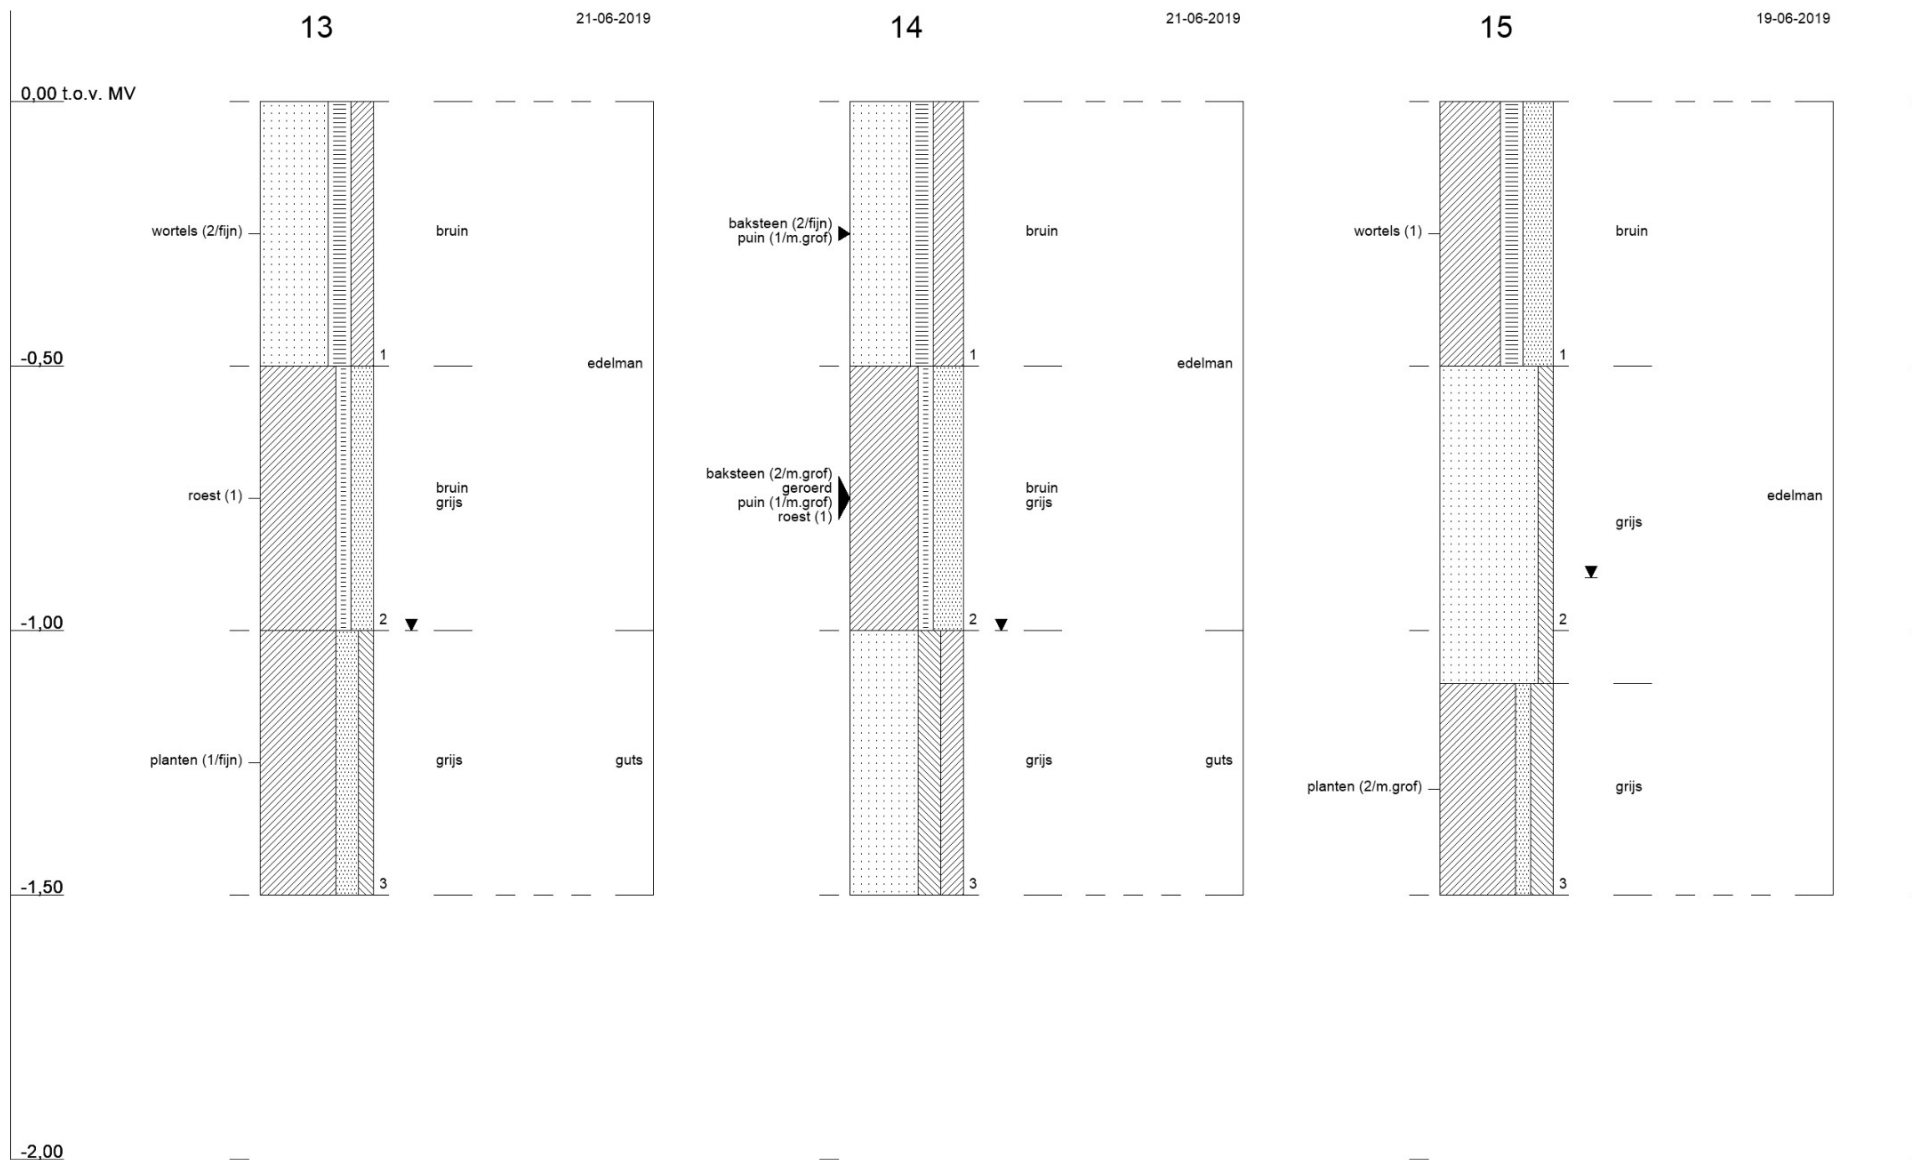 13
21-06-2019
14
21-06-2019
15
19-06-2019
0,00 t.o.v. MV
wortels (2/fijn)
bruin
baksteen (2/fijn)
puin (1/m.grof)
bruin
wortels (1)
bruin
1
1
1
-0,50
edelman
edelman
roest (1)
bruin
grijs
baksteen (2/m.grof)
geroerd
puin (1/m.grof)
roest (1)
bruin
grijs
edelman
grijs
2
2
2
-1,00
planten (1/fijn)
grijs
guts
grijs
guts
planten (2/m.grof)
grijs
3
3
3
-1,50
-2,00